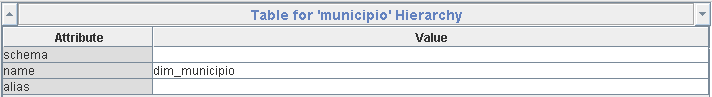 Table for 'municipio' Hierarchy
Attribute Value
schema
name dim_municipio
alias